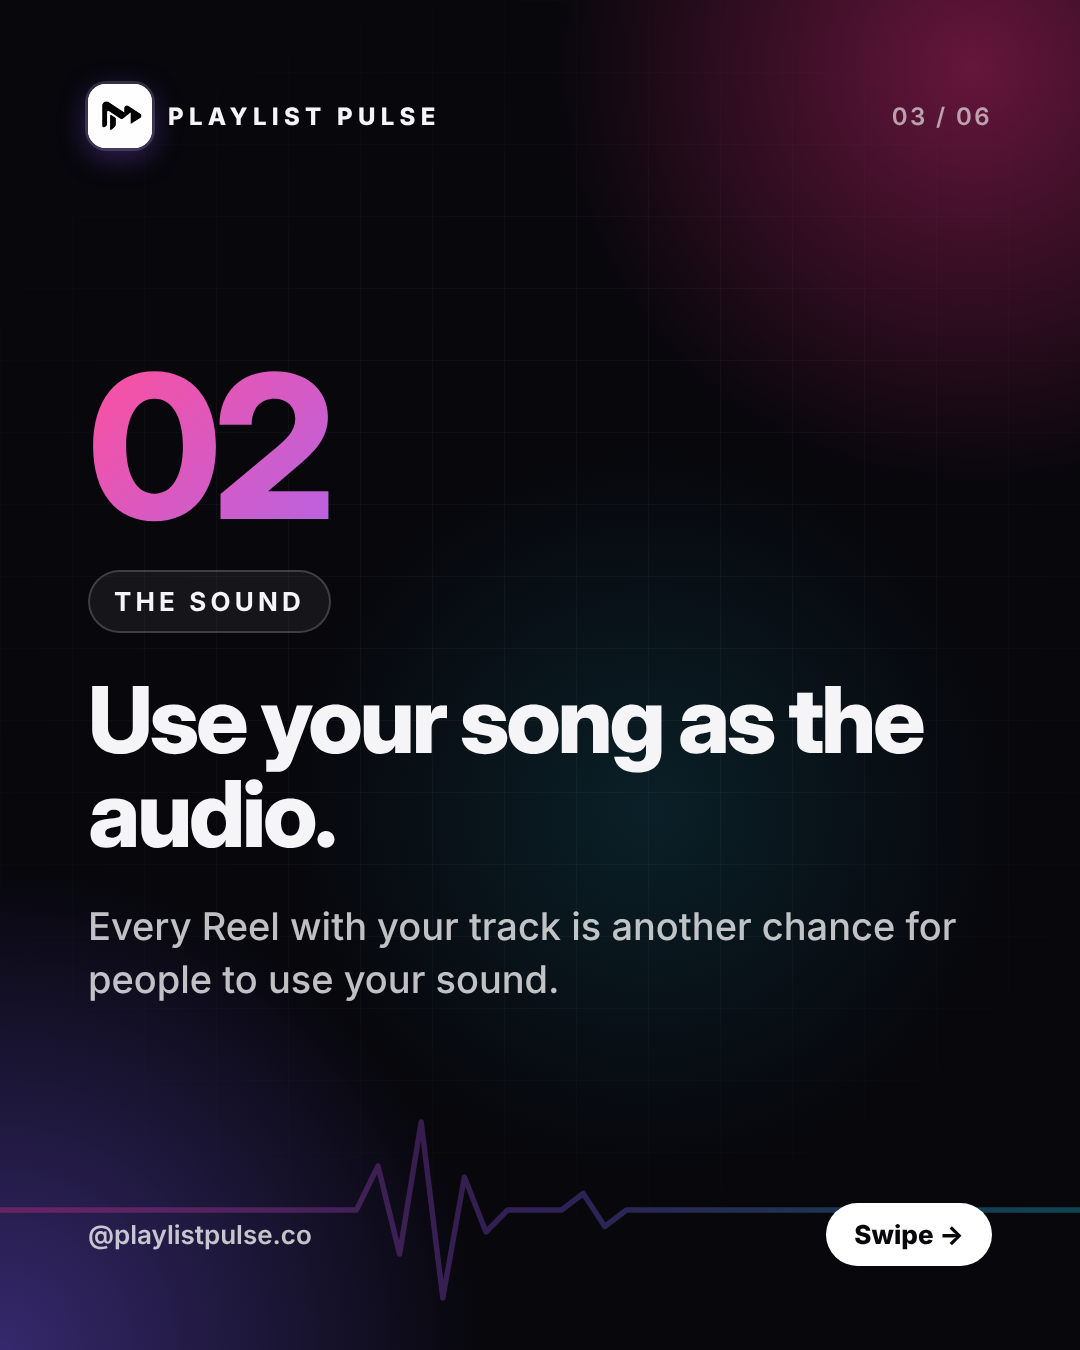 PLAYLIST PULSE
03 / 06
02
THE SOUND
Use your song as the
audio.
Every Reel with your track is another chance for
people to use your sound.
@playlistpulse.co
Swipe →